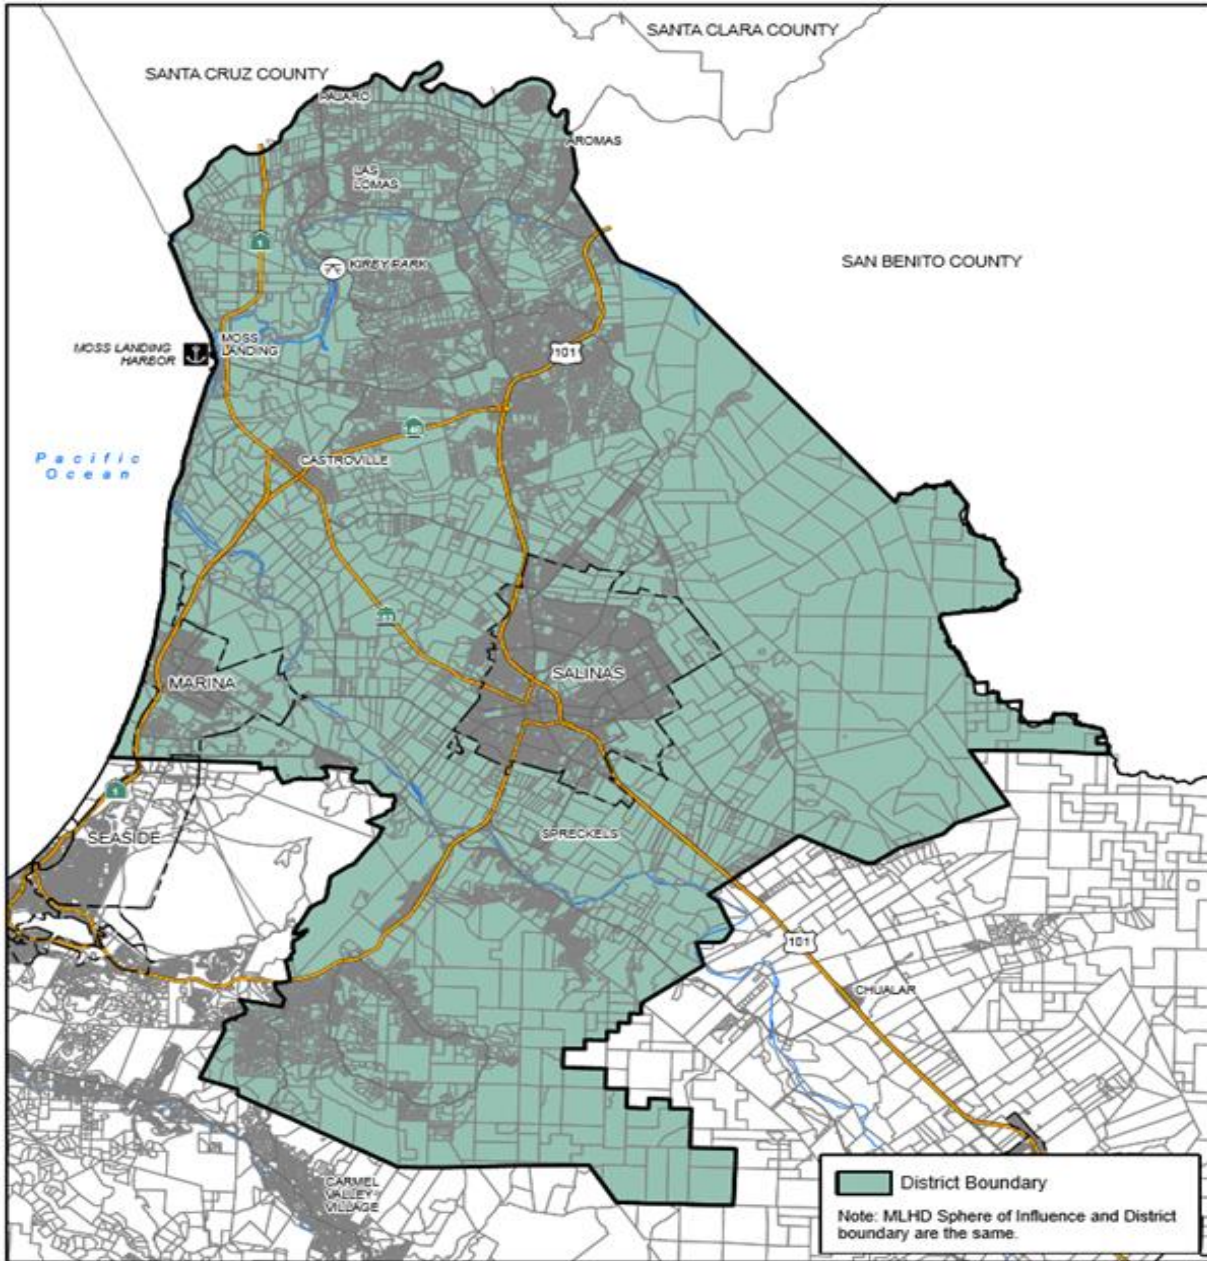 SANTA CLARA COUNTY
SANTA CRUZ COUNTY
PAJARO
AROMAS
LAS
LOMAS
1
KIRBY PARK
SAN BENITO COUNTY
MOSS LANDING
HARBOR
MOSS
LANDING
101
Pacific
Ocean
CASTROVILLE
MARINA
SALINAS
1
SEASIDE
SPRECKELS
101
CHUALAR
CARMEL
VALLEY
VILLAGE
District Boundary
Note: MLHD Sphere of Influence and District
boundary are the same.